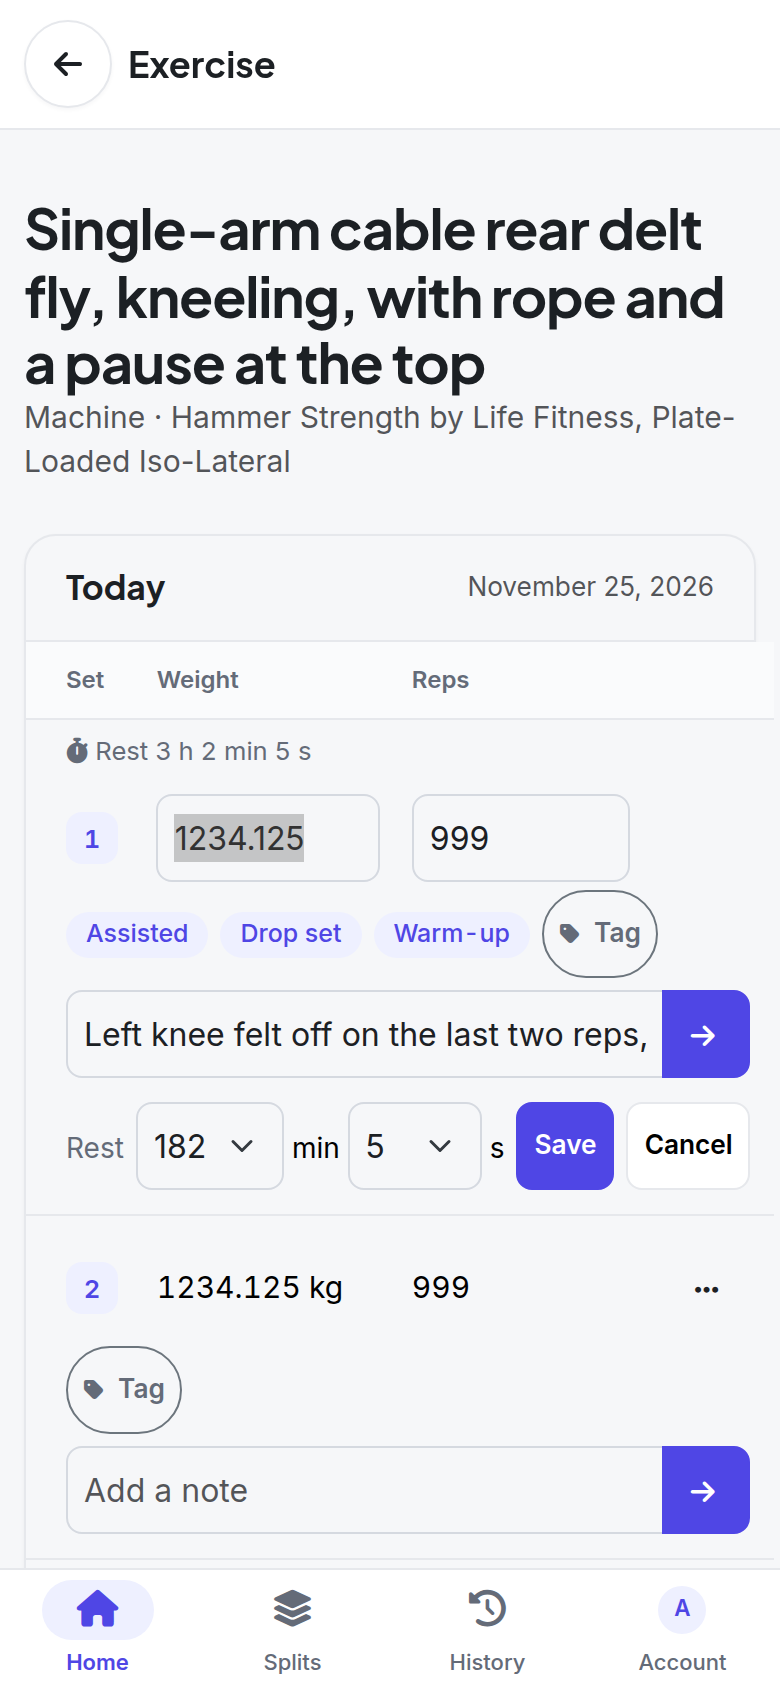 Exercise
Single-arm cable rear delt
fly, kneeling, with rope and
a pause at the top
Machine · Hammer Strength by Life Fitness, Plate-
Loaded Iso-Lateral
Today November 25, 2026
Set Weight Reps
Rest 3 h 2 min 5 s
1 1234.125 999
Assisted Drop set Warm-up Tag
Left knee felt off on the last two reps,
Rest 182 min 5 s Save Cancel
2 1234.125 kg 999
Tag
Add a note
A
Home Splits History Account